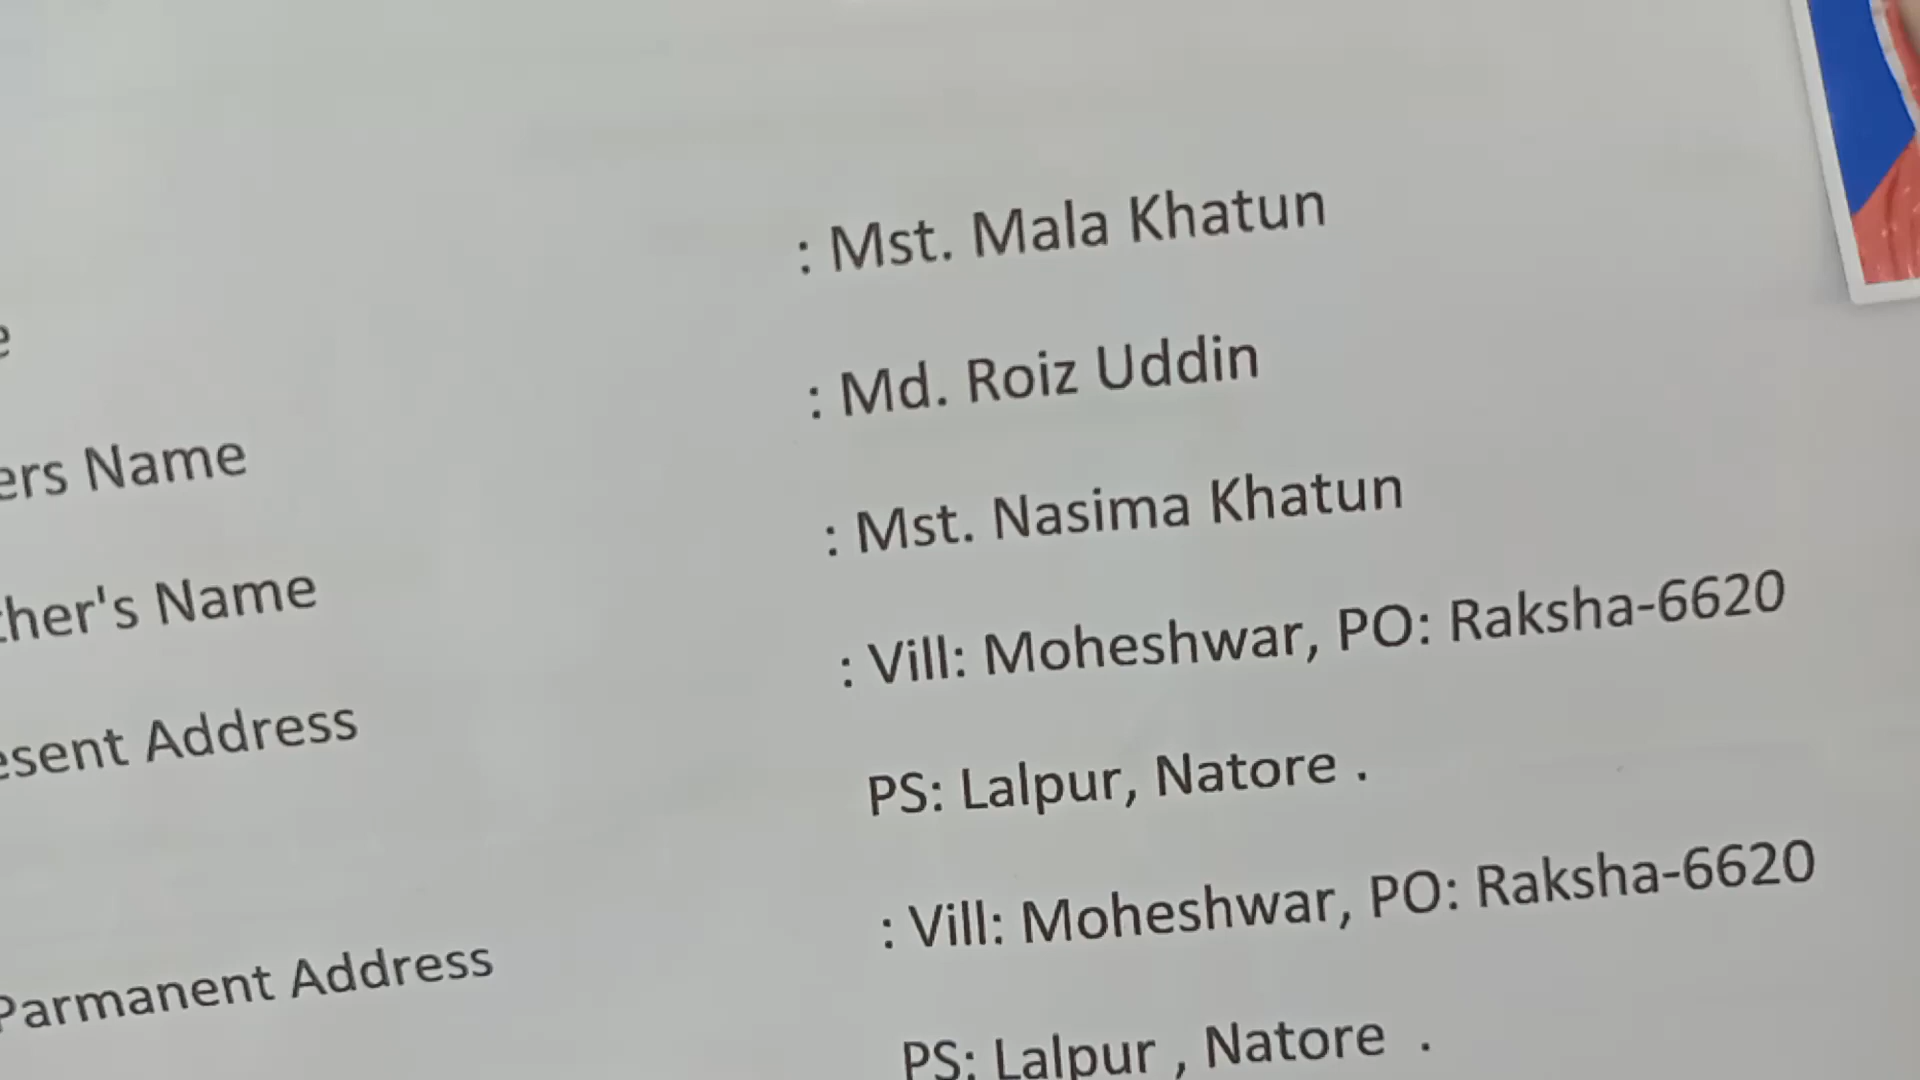 e
: Mst. Mala Khatun
ers Name : Md. Roiz Uddin
ther's Name : Mst. Nasima Khatun
esent Address : Vill: Moheshwar, PO: Raksha-6620
PS: Lalpur, Natore .
Parmanent Address : Vill: Moheshwar, PO: Raksha-6620
PS: Lalpur , Natore .